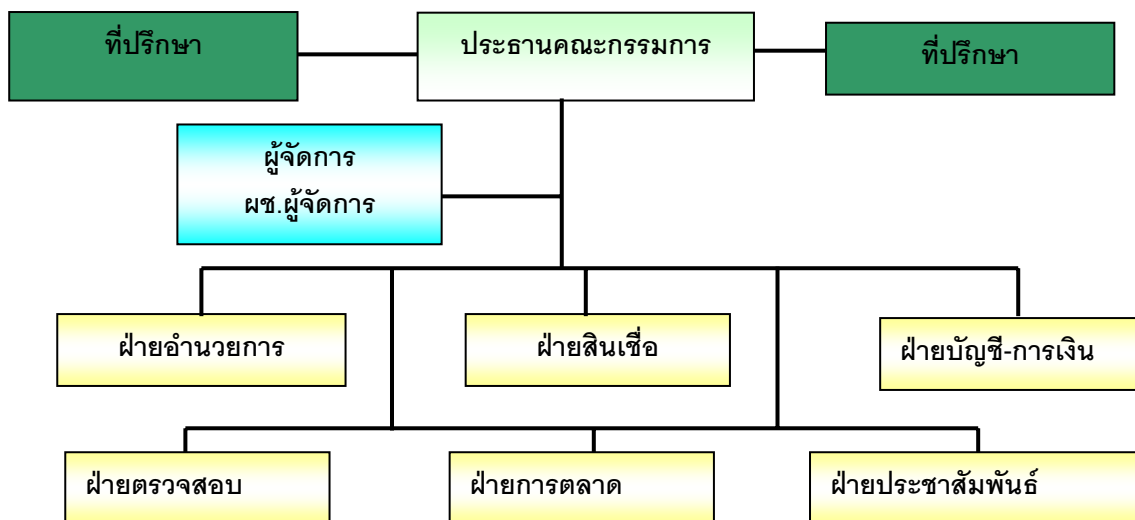 ที่ปรึกษา
ประธานคณะกรรมการ
ที่ปรึกษา
ผู้จัดการ
ผช.ผู้จัดการ
ฝ่ายอำนวยการ
ฝ่ายสินเชื่อ
ฝ่ายบัญชี-การเงิน
ฝ่ายตรวจสอบ
ฝ่ายการตลาด
ฝ่ายประชาสัมพันธ์